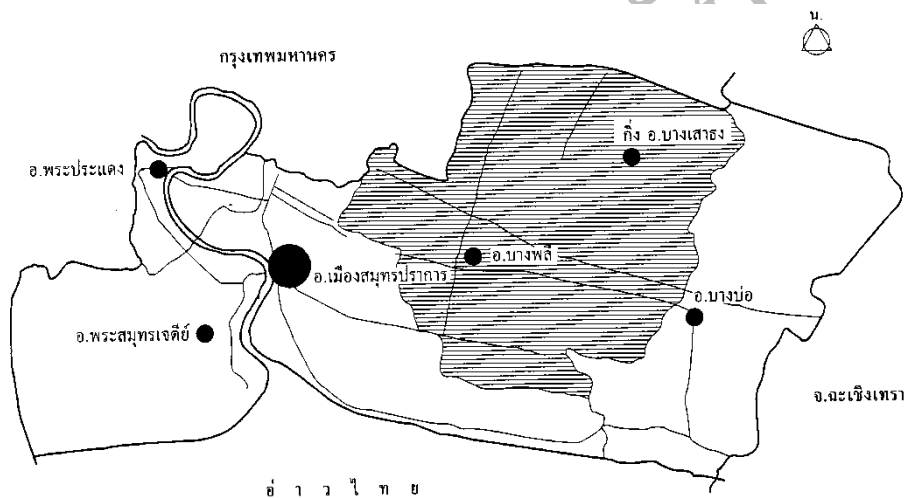 น.
กรุงเทพมหานคร
กิ่ง อ.บางเสาธง
อ.พระประแดง
อ.บางพลี
อ.เมืองสมุทรปราการ
อ.บางบ่อ
อ.พระสมุทรเจดีย์
จ.ฉะเชิงเทรา
อ่าวไทย